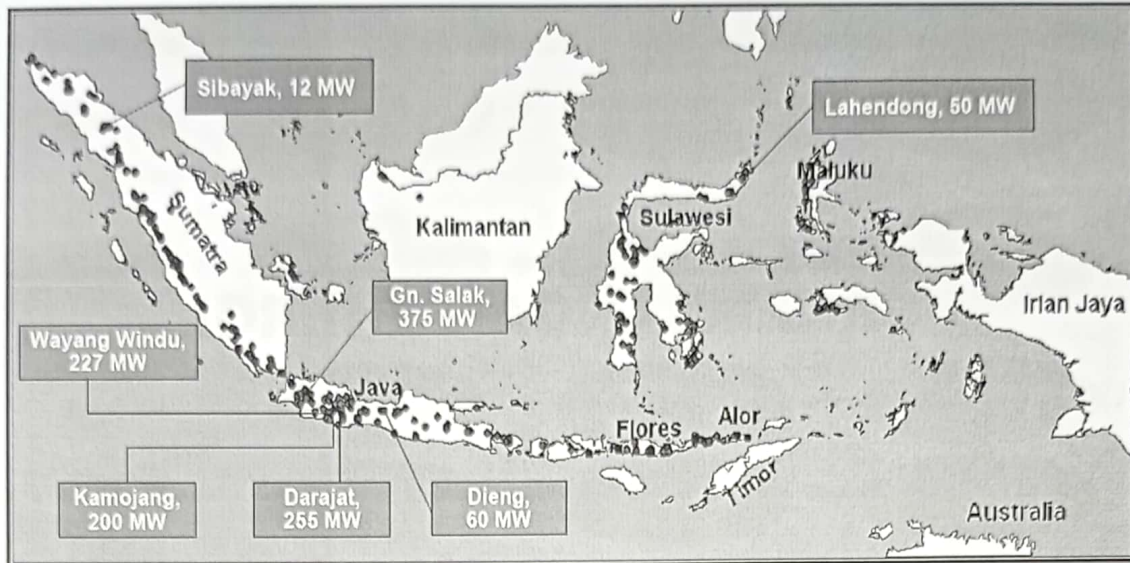 Sibayak, 12 MW
Lahendong, 50 MW
Maluku
Sumatra
Kalimantan
Sulawesi
Gn. Salak,
375 MW
Irian Jaya
Wayang Windu,
227 MW
Java
Flores
Alor
Timor
Kamojang,
200 MW
Darajat,
255 MW
Dieng,
60 MW
Australia